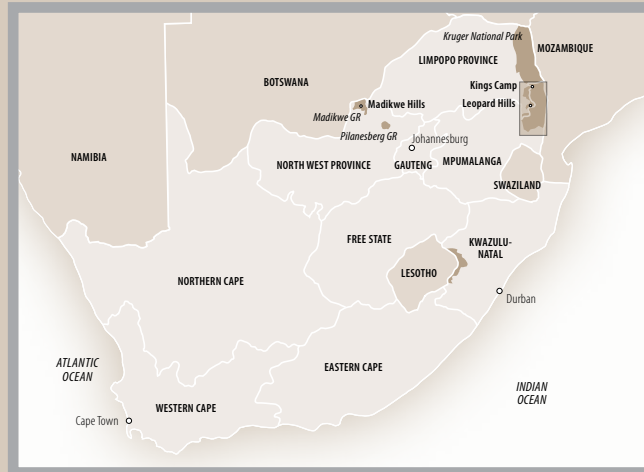 Kruger National Park
MOZAMBIQUE
LIMPOPO PROVINCE
BOTSWANA
Kings Camp
Madikwe Hills
Leopard Hills
Madikwe GR
Pilanesberg GR
Johannesburg
NAMIBIA
NORTH WEST PROVINCE
GAUTENG
MPUMALANGA
SWAZILAND
FREE STATE
KWAZULU-
NATAL
LESOTHO
NORTHERN CAPE
Durban
ATLANTIC
OCEAN
EASTERN CAPE
INDIAN
OCEAN
WESTERN CAPE
Cape Town